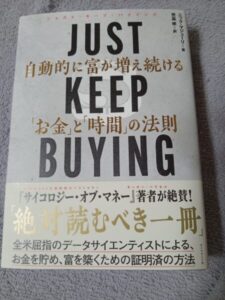 JUST
自動的に富が増え続ける
KEEP
「お金」と「時間」の法則
BUYING
『サイコロジー・オブ・マネー』著者が絶賛!
「絶対読むべき一冊」
全米屈指のデータサイエンティストによる、
お金を貯め、富を築くための証明済の方法